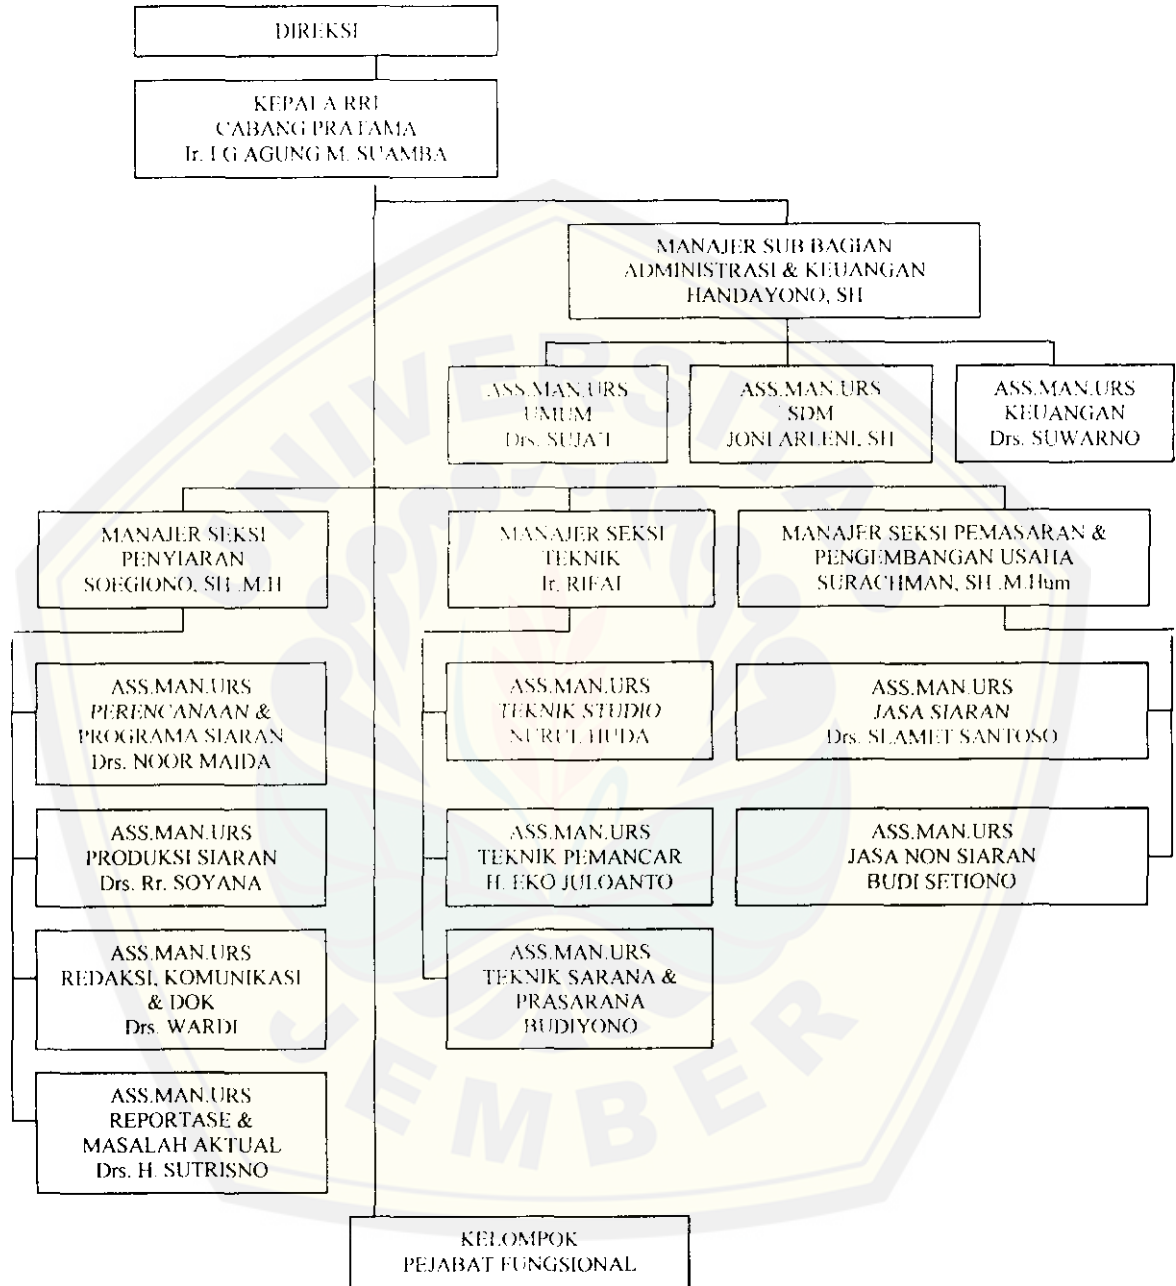 DIREKSI
KEPALA RRI
CABANG PRATAMA
Ir. I G AGUNG M. SUAMBA
MANAJER SUB BAGIAN
ADMINISTRASI & KEUANGAN
HANDAYONO, SH
ASS.MAN.URS
UMUM
Drs. SUJATI
ASS.MAN.URS
SDM
JONI ARLENI, SH
ASS.MAN.URS
KEUANGAN
Drs. SUWARNO
MANAJER SEKSI
PENYIARAN
SOEGIONO, SH .M.H
MANAJER SEKSI
TEKNIK
Ir. RIFAI
MANAJER SEKSI PEMASARAN &
PENGEMBANGAN USAHA
SURACHMAN, SH .M.Hum
ASS.MAN.URS
PERENCANAAN &
PROGRAMA SIARAN
Drs. NOOR MAIDA
ASS.MAN.URS
TEKNIK STUDIO
NURUL HUDA
ASS.MAN.URS
JASA SIARAN
Drs. SLAMET SANTOSO
ASS.MAN.URS
PRODUKSI SIARAN
Drs. Rr. SOYANA
ASS.MAN.URS
TEKNIK PEMANCAR
H. EKO JULOANTO
ASS.MAN.URS
JASA NON SIARAN
BUDI SETIONO
ASS.MAN.URS
REDAKSI, KOMUNIKASI
& DOK
Drs. WARDI
ASS.MAN.URS
TEKNIK SARANA &
PRASARANA
BUDIYONO
ASS.MAN.URS
REPORTASE &
MASALAH AKTUAL
Drs. H. SUTRISNO
KELOMPOK
PEJABAT FUNGSIONAL
UNIVERSITAS
JEMBER